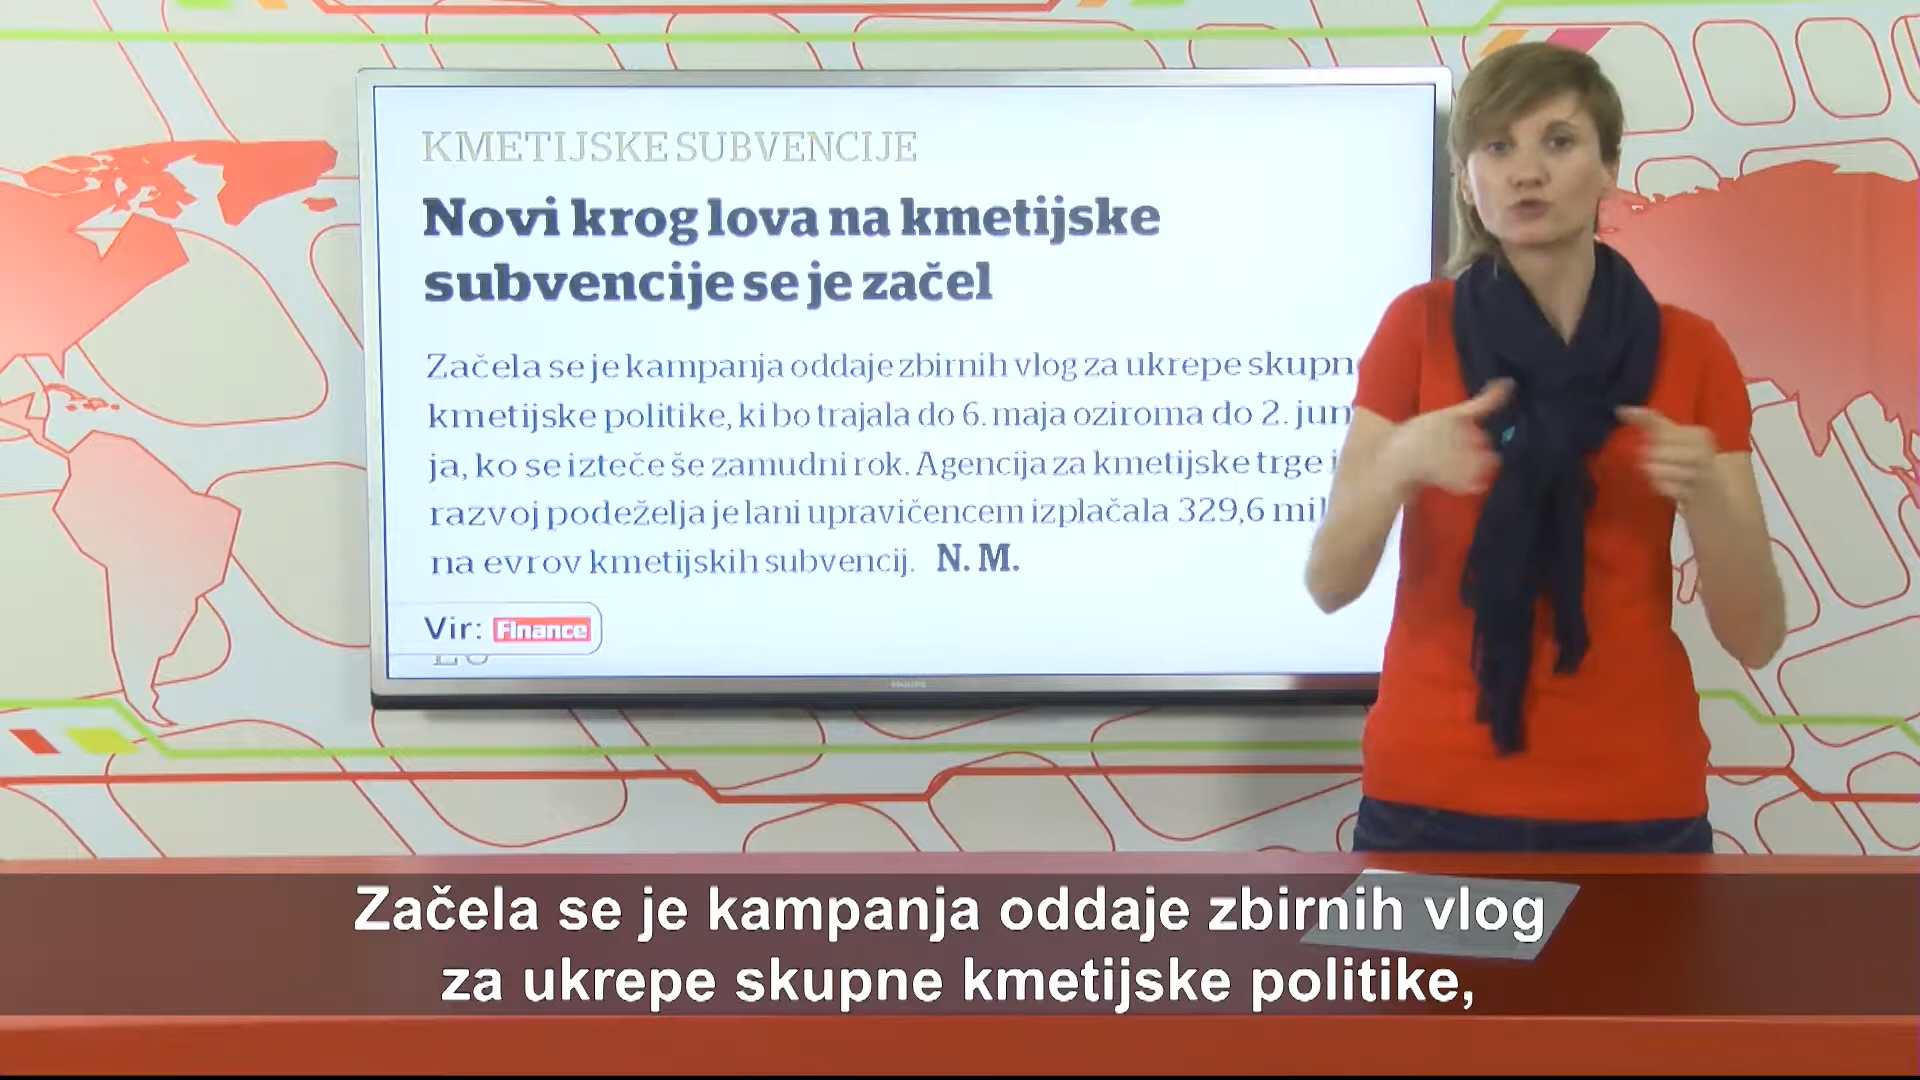 KMETIJSKE SUBVENCIJE
Novi krog lova na kmetijske
subvencije se je začel
Začela se je kampanja oddaje zbirnih vlog za ukrepe skupn
kmetijske politike, ki bo trajala do 6. maja oziroma do 2. jun
ja, ko se izteče še zamudni rok. Agencija za kmetijske trge i
razvoj podeželja je lani upravičencem izplačala 329,6 mil
na evrov kmetijskih subvencij. N. M.
Vir: Finance
PHILIPS
Začela se je kampanja oddaje zbirnih vlog
za ukrepe skupne kmetijske politike,